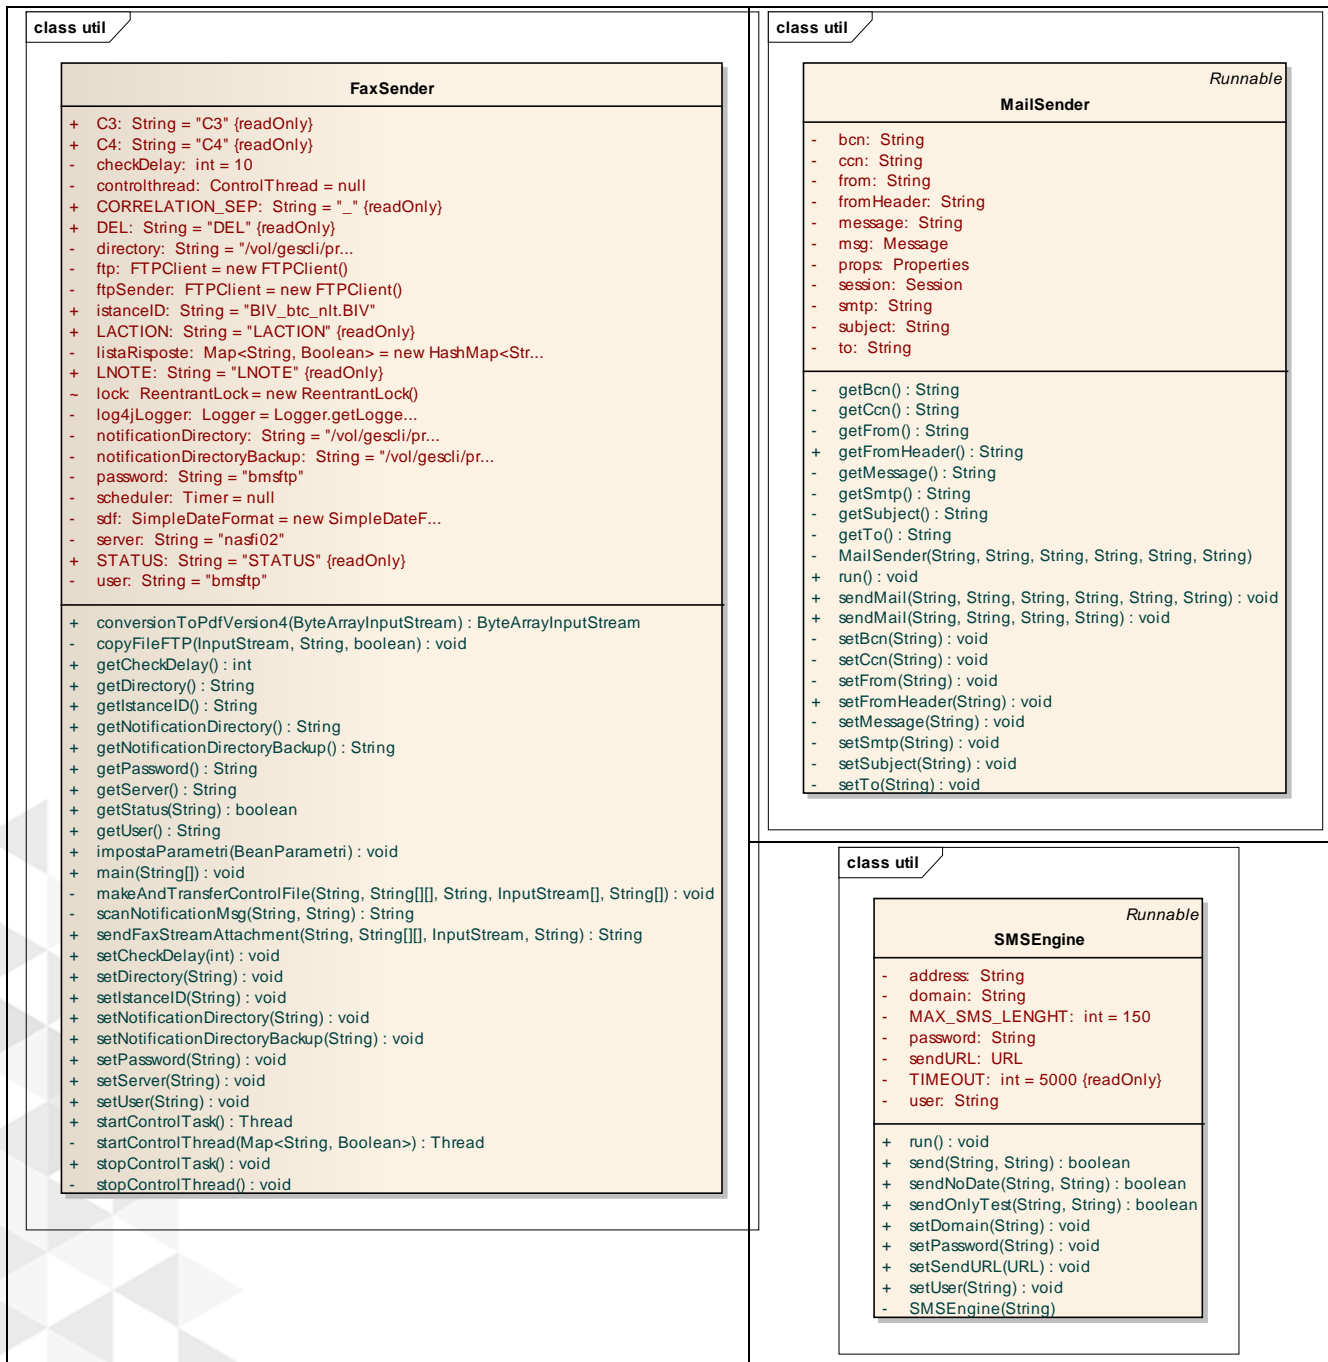 class util
FaxSender
+ C3: String = "C3" {readOnly}
+ C4: String = "C4" {readOnly}
- checkDelay: int = 10
- controlthread: ControlThread = null
+ CORRELATION_SEP: String = "_" {readOnly}
+ DEL: String = "DEL" {readOnly}
- directory: String = "/vol/gescli/pr...
- ftp: FTPClient = new FTPClient()
- ftpSender: FTPClient = new FTPClient()
+ istanceID: String = "BIV_btc_nlt.BIV"
+ LACTION: String = "LACTION" {readOnly}
- listaRisposte: Map<String, Boolean> = new HashMap<Str...
+ LNOTE: String = "LNOTE" {readOnly}
~ lock: ReentrantLock = new ReentrantLock()
- log4jLogger: Logger = Logger.getLogge...
- notificationDirectory: String = "/vol/gescli/pr...
- notificationDirectoryBackup: String = "/vol/gescli/pr...
- password: String = "bmsftp"
- scheduler: Timer = null
- sdf: SimpleDateFormat = new SimpleDateF...
- server: String = "nasfi02"
+ STATUS: String = "STATUS" {readOnly}
- user: String = "bmsftp"
+ conversionToPdfVersion4(ByteArrayInputStream) : ByteArrayInputStream
- copyFileFTP(InputStream, String, boolean) : void
+ getCheckDelay() : int
+ getDirectory() : String
+ getIstanceID() : String
+ getNotificationDirectory() : String
+ getNotificationDirectoryBackup() : String
+ getPassword() : String
+ getServer() : String
+ getStatus(String) : boolean
+ getUser() : String
+ impostaParametri(BeanParametri) : void
+ main(String[]) : void
- makeAndTransferControlFile(String, String[][], String, InputStream[], String[]) : void
- scanNotificationMsg(String, String) : String
+ sendFaxStreamAttachment(String, String[][], InputStream, String) : String
+ setCheckDelay(int) : void
+ setDirectory(String) : void
+ setIstanceID(String) : void
+ setNotificationDirectory(String) : void
+ setNotificationDirectoryBackup(String) : void
+ setPassword(String) : void
+ setServer(String) : void
+ setUser(String) : void
+ startControlTask() : Thread
- startControlThread(Map<String, Boolean>) : Thread
+ stopControlTask() : void
- stopControlThread() : void
class util
Runnable
MailSender
- bcn: String
- ccn: String
- from: String
- fromHeader: String
- message: String
- msg: Message
- props: Properties
- session: Session
- smtp: String
- subject: String
- to: String
- getBcn() : String
- getCcn() : String
- getFrom() : String
+ getFromHeader() : String
- getMessage() : String
- getSmtp() : String
- getSubject() : String
- getTo() : String
- MailSender(String, String, String, String, String, String)
+ run() : void
+ sendMail(String, String, String, String, String, String) : void
+ sendMail(String, String, String, String) : void
- setBcn(String) : void
- setCcn(String) : void
- setFrom(String) : void
+ setFromHeader(String) : void
- setMessage(String) : void
- setSmtp(String) : void
- setSubject(String) : void
- setTo(String) : void
class util
Runnable
SMSEngine
- address: String
- domain: String
- MAX_SMS_LENGHT: int = 150
- password: String
- sendURL: URL
- TIMEOUT: int = 5000 {readOnly}
- user: String
+ run() : void
+ send(String, String) : boolean
+ sendNoDate(String, String) : boolean
+ sendOnlyTest(String, String) : boolean
+ setDomain(String) : void
+ setPassword(String) : void
+ setSendURL(URL) : void
+ setUser(String) : void
- SMSEngine(String)